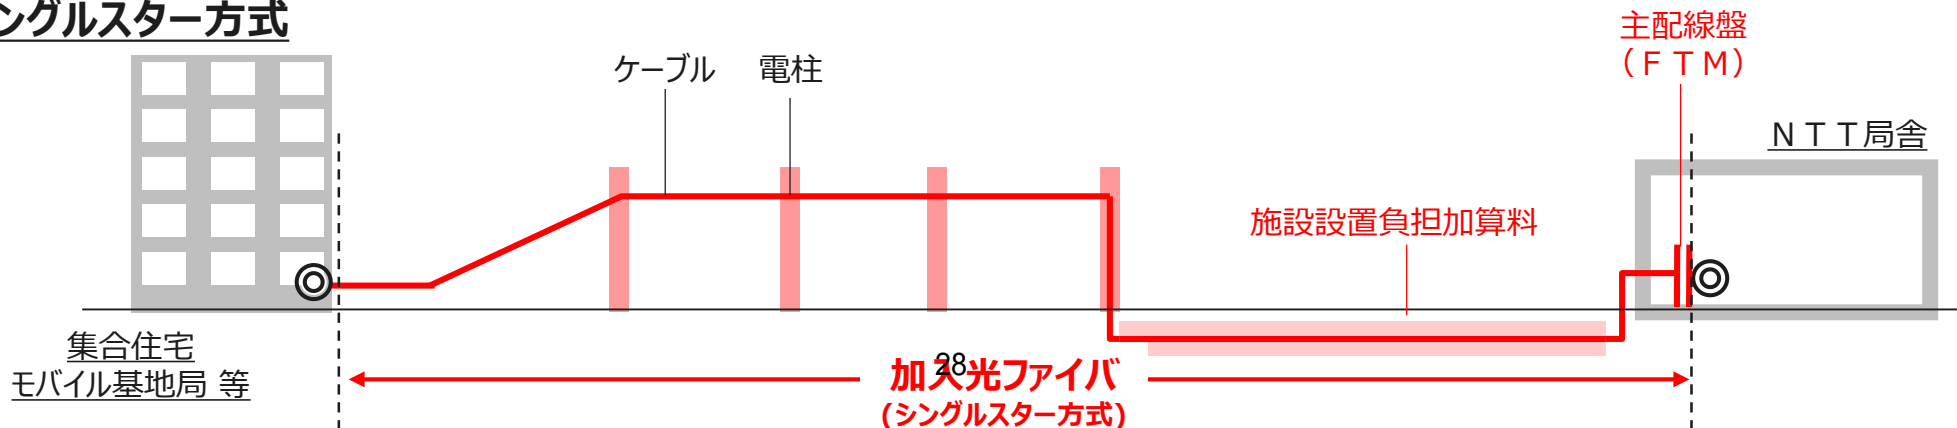 ングルスター方式
主配線盤
（ＦＴＭ）
ケーブル
電柱
ＮＴＴ局舎
施設設置負担加算料
集合住宅
モバイル基地局 等
加入光ファイバ
28
(シングルスター方式)